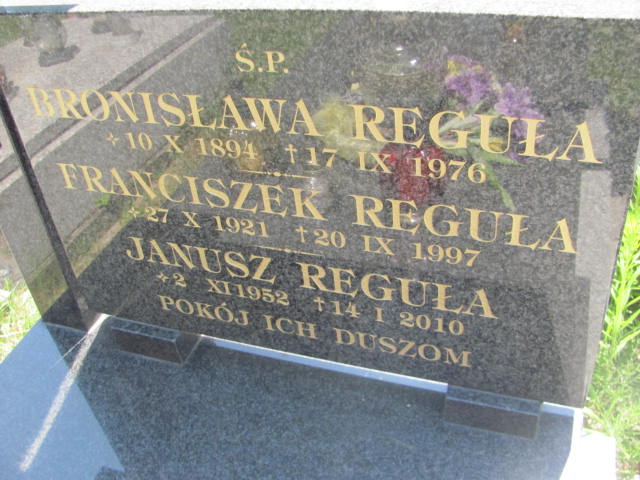 Ś.P.
BRONISŁAWA REGUŁA
10 X 1894 †17 IX 1976
FRANCISZEK REGUŁA
27 X 1921 †20 IX 1997
JANUSZ REGUŁA
2 XI 1952 †14 I 2010
POKÓJ ICH DUSZOM